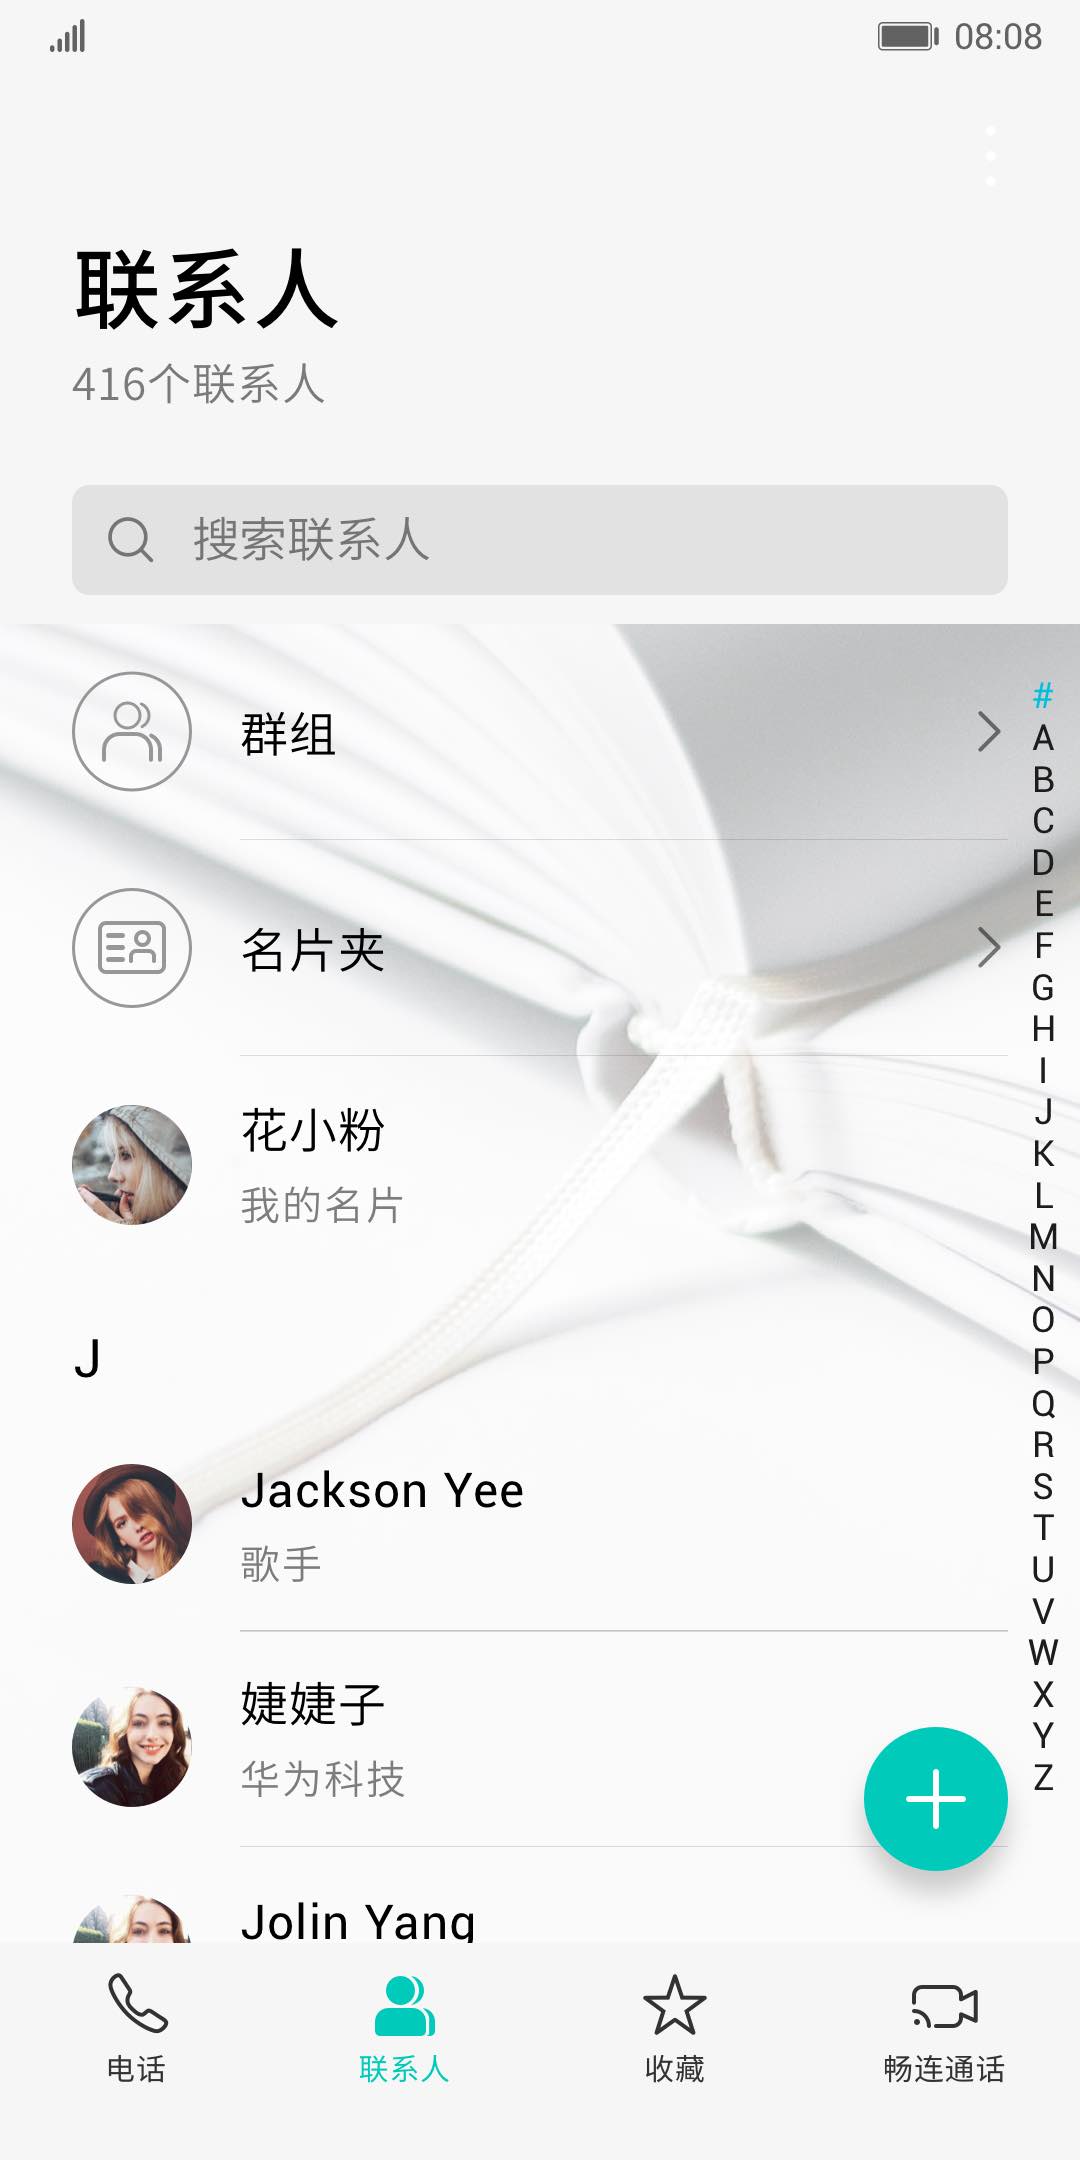 08:08
联系人
416个联系人
搜索联系人
群组
名片夹
花小粉
我的名片
J
Jackson Yee
歌手
婕婕子
华为科技
Jolin Yang
#
A
B
C
D
E
F
G
H
I
J
K
L
M
N
O
P
Q
R
S
T
U
V
W
X
Y
Z
电话
联系人
收藏
畅连通话